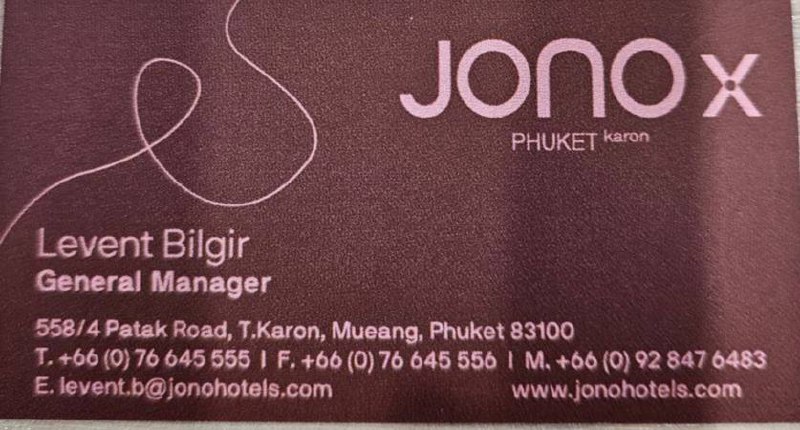 JONO X
PHUKET karon
Levent Bilgir
General Manager
558/4 Patak Road, T.Karon, Mueang, Phuket 83100
T. +66 (0) 76 645 555 | F. +66 (0) 76 645 556 | M. +66 (0) 92 847 6483
E. levent.b@jonohotels.com www.jonohotels.com